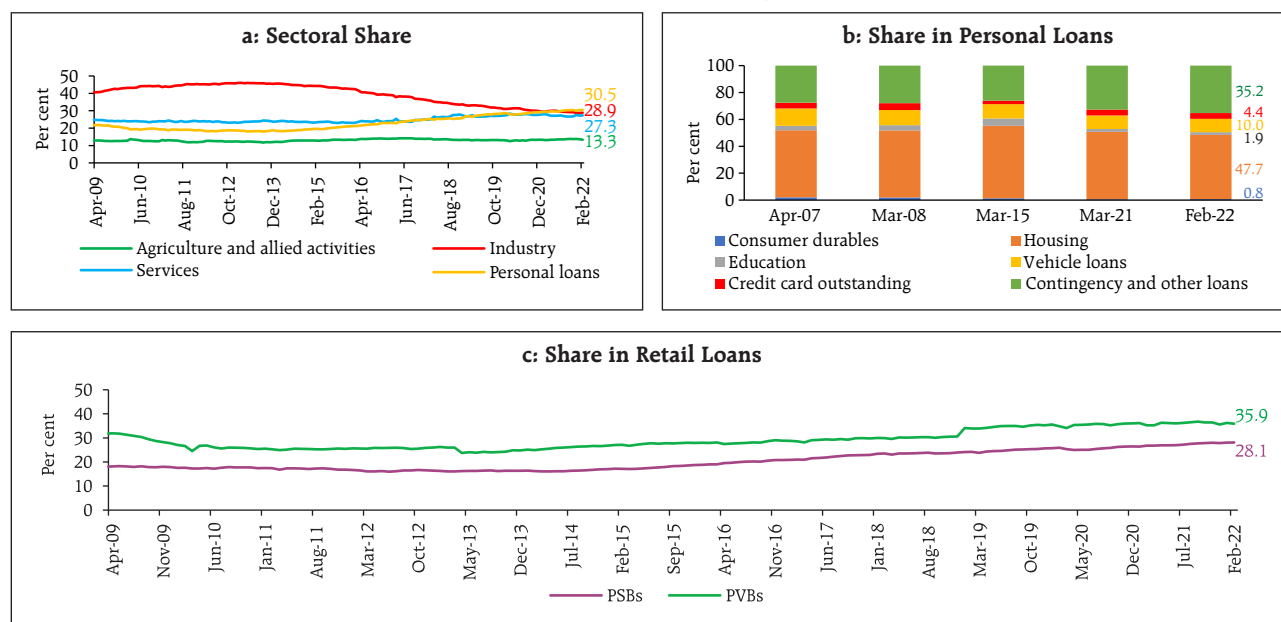 a: Sectoral Share
Per cent
50
40
30
20
10
0
30.5
28.9
27.3
13.3
Apr-09
Jun-10
Aug-11
Oct-12
Dec-13
Feb-15
Apr-16
Jun-17
Aug-18
Oct-19
Dec-20
Feb-22
Agriculture and allied activities
Industry
Services
Personal loans
b: Share in Personal Loans
Per cent
100
80
60
40
20
0
35.2
4.4
10.0
1.9
47.7
0.8
Apr-07
Mar-08
Mar-15
Mar-21
Feb-22
Consumer durables
Housing
Education
Vehicle loans
Credit card outstanding
Contingency and other loans
c: Share in Retail Loans
Per cent
50
40
30
20
10
0
35.9
28.1
Apr-09
Nov-09
Jun-10
Jan-11
Aug-11
Mar-12
Oct-12
May-13
Dec-13
Jul-14
Feb-15
Sep-15
Apr-16
Nov-16
Jun-17
Jan-18
Aug-18
Mar-19
Oct-19
May-20
Dec-20
Jul-21
Feb-22
PSBs
PVBs